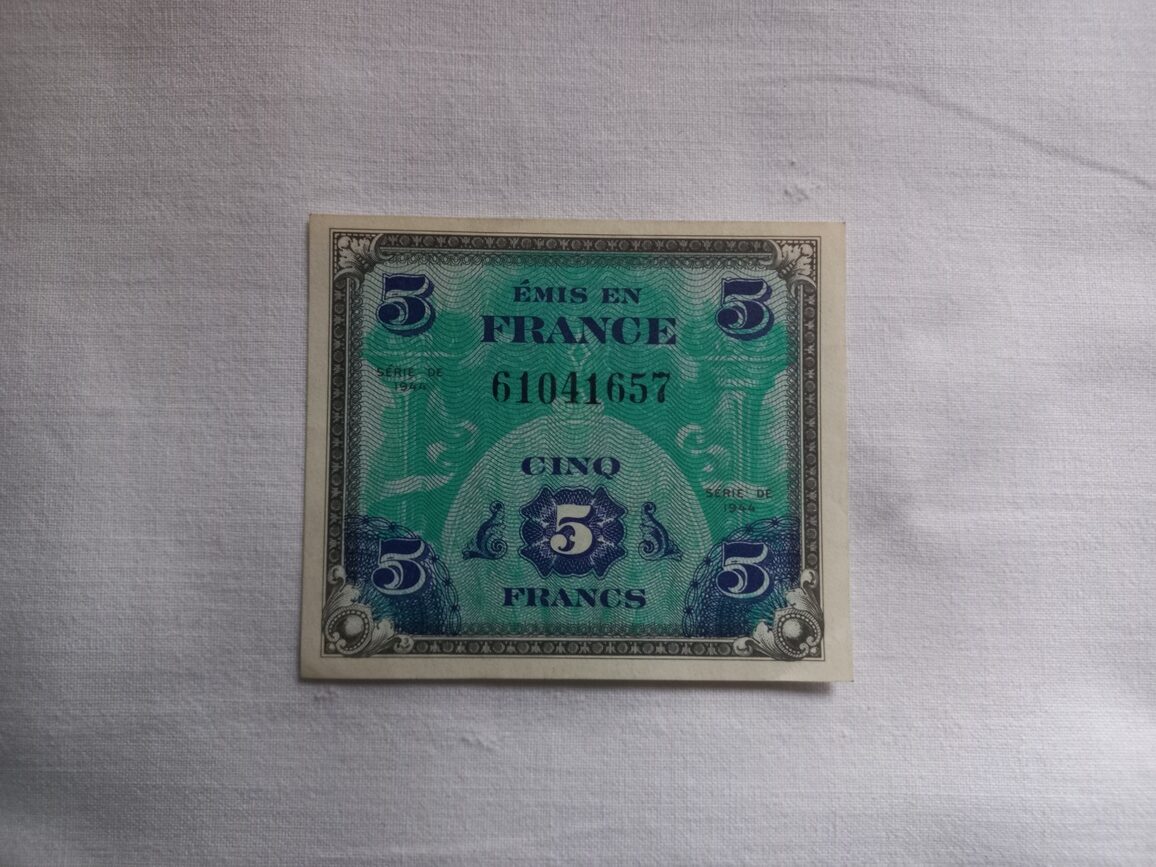 5 ÉMIS EN 5
FRANCE
SÉRIE DE
1944
61041657
CINQ
SÉRIE DE
1944
5
5 5
FRANCS